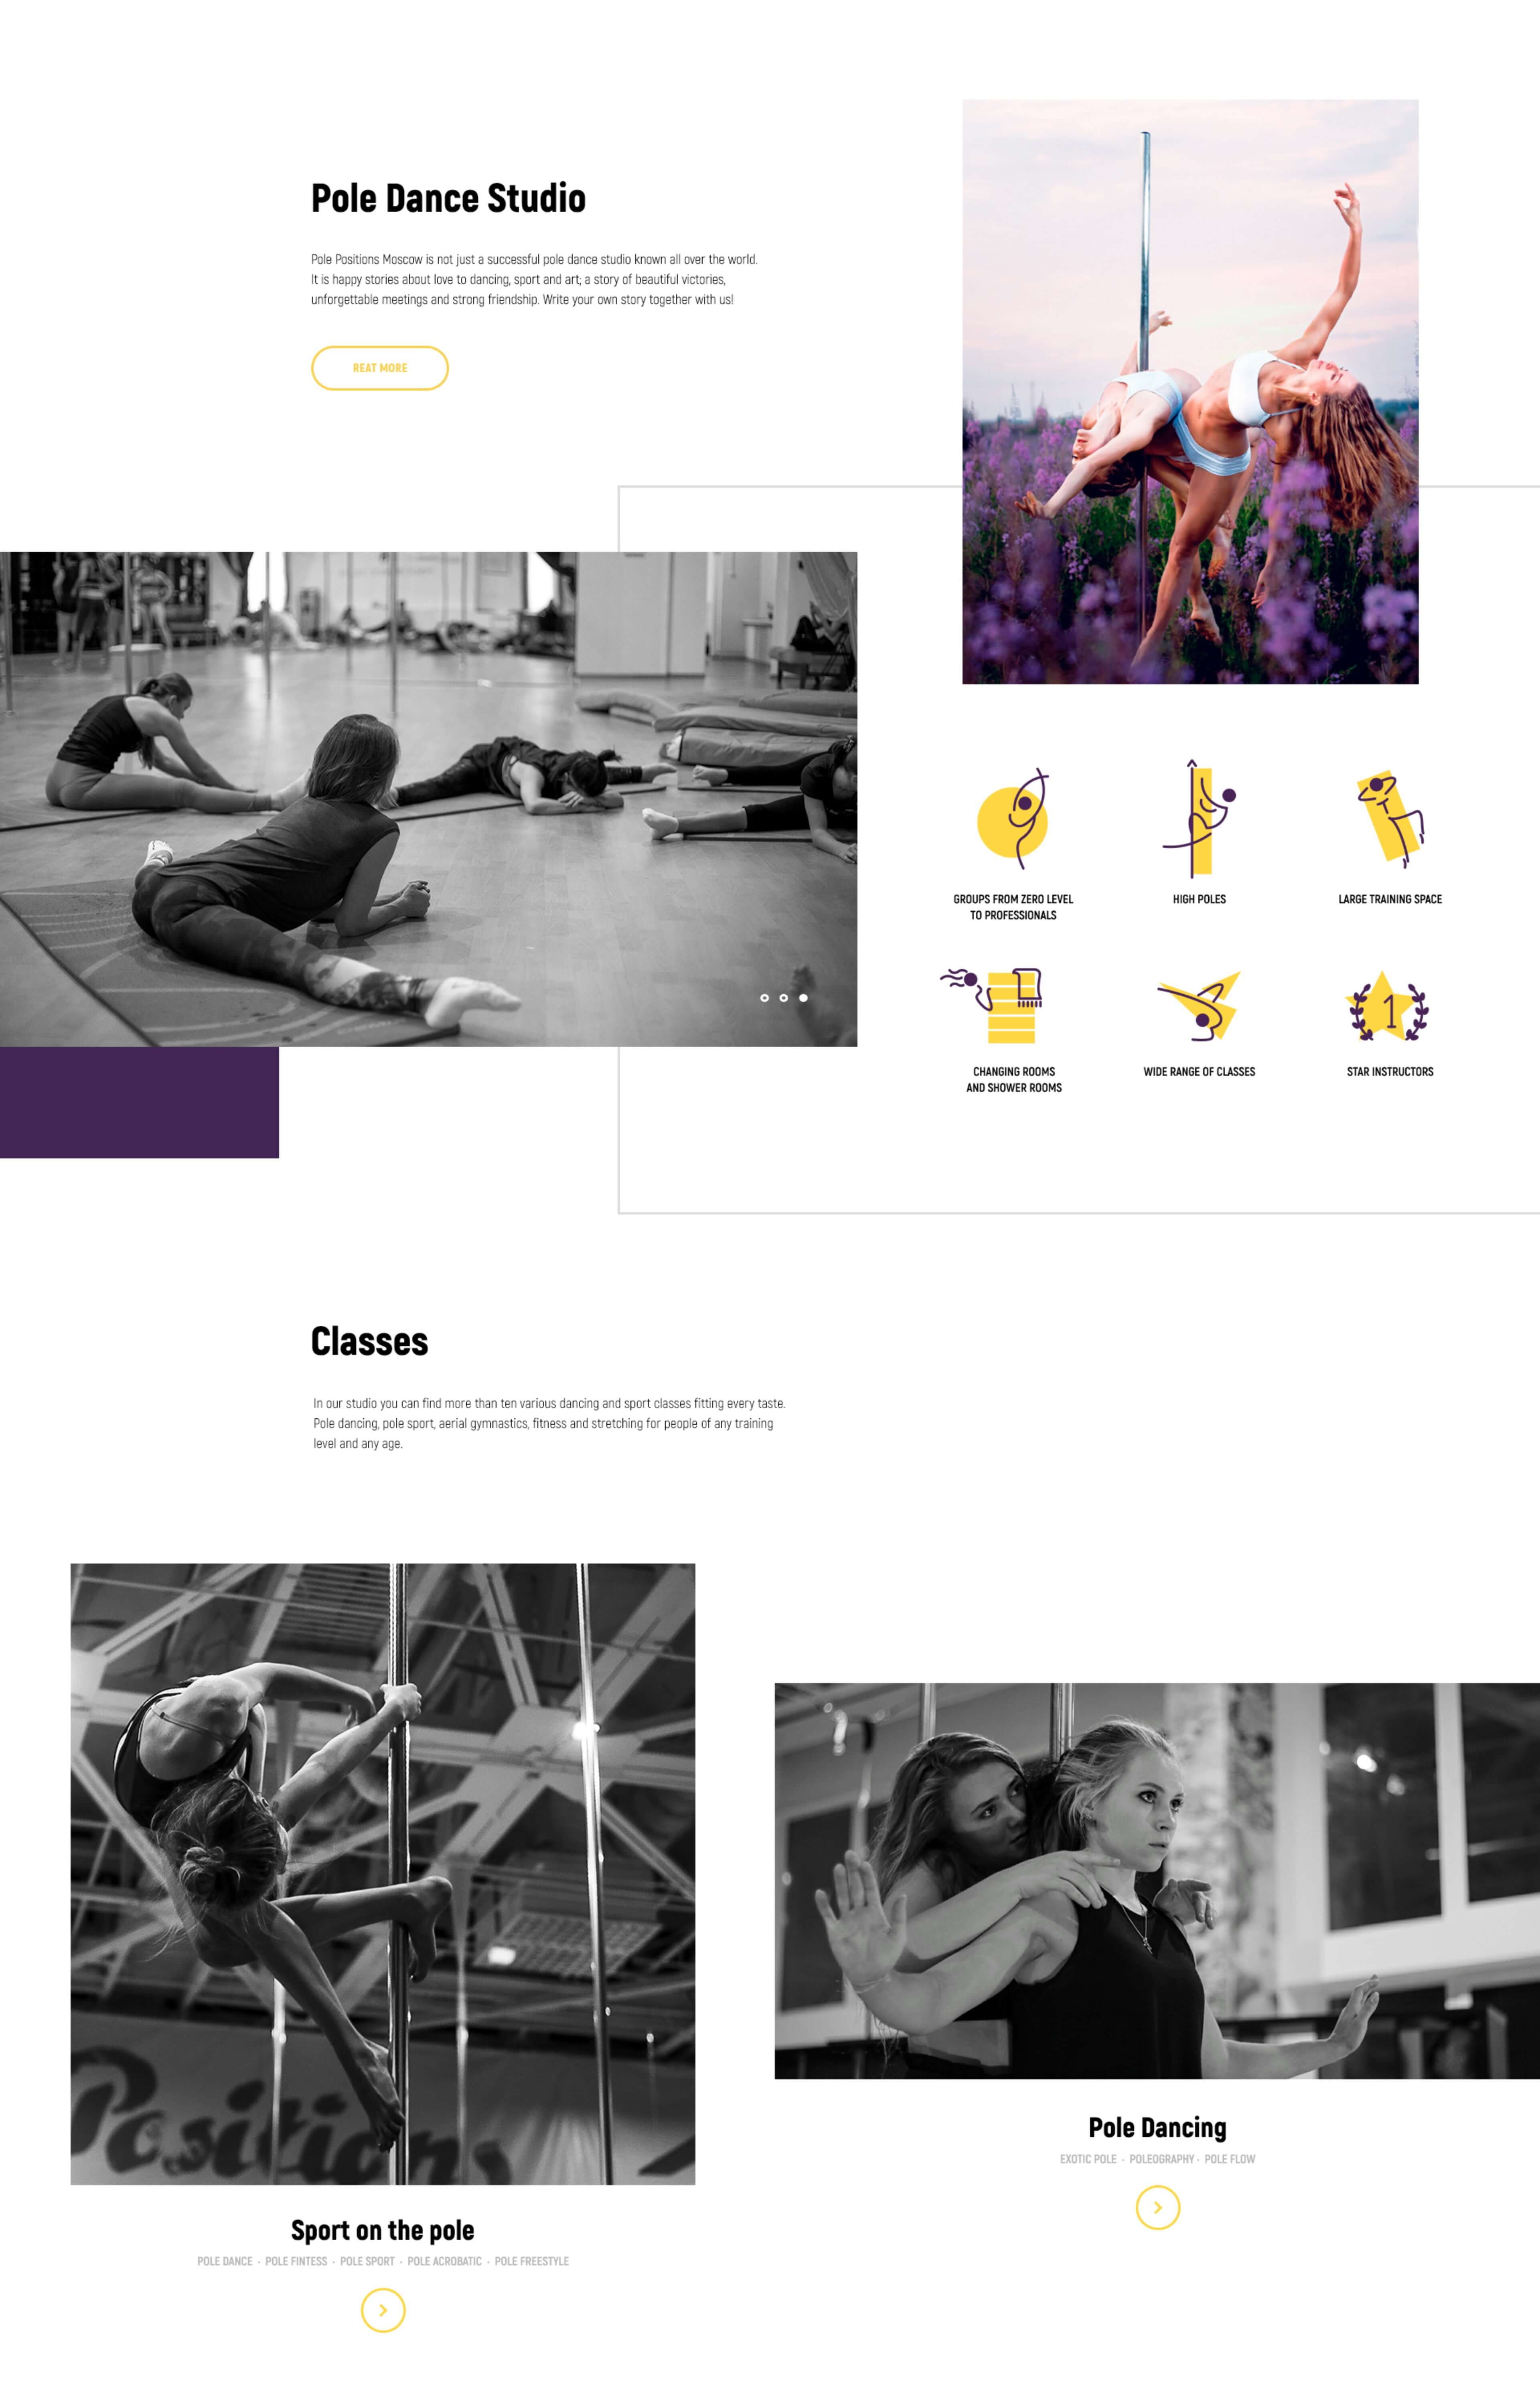 Pole Dance Studio
Pole Positions Moscow is not just a successful pole dance studio known all over the world.
It is happy stories about love to dancing, sport and art; a story of beautiful victories,
unforgettable meetings and strong friendship. Write your own story together with us!
REAT MORE
GROUPS FROM ZERO LEVEL
TO PROFESSIONALS
HIGH POLES
LARGE TRAINING SPACE
1
CHANGING ROOMS
AND SHOWER ROOMS
WIDE RANGE OF CLASSES
STAR INSTRUCTORS
Classes
In our studio you can find more than ten various dancing and sport classes fitting every taste.
Pole dancing, pole sport, aerial gymnastics, fitness and stretching for people of any training
level and any age.
Positions
Sport on the pole
POLE DANCE · POLE FINTESS · POLE SPORT · POLE ACROBATIC · POLE FREESTYLE
Pole Dancing
EXOTIC POLE · POLEOGRAPHY · POLE FLOW